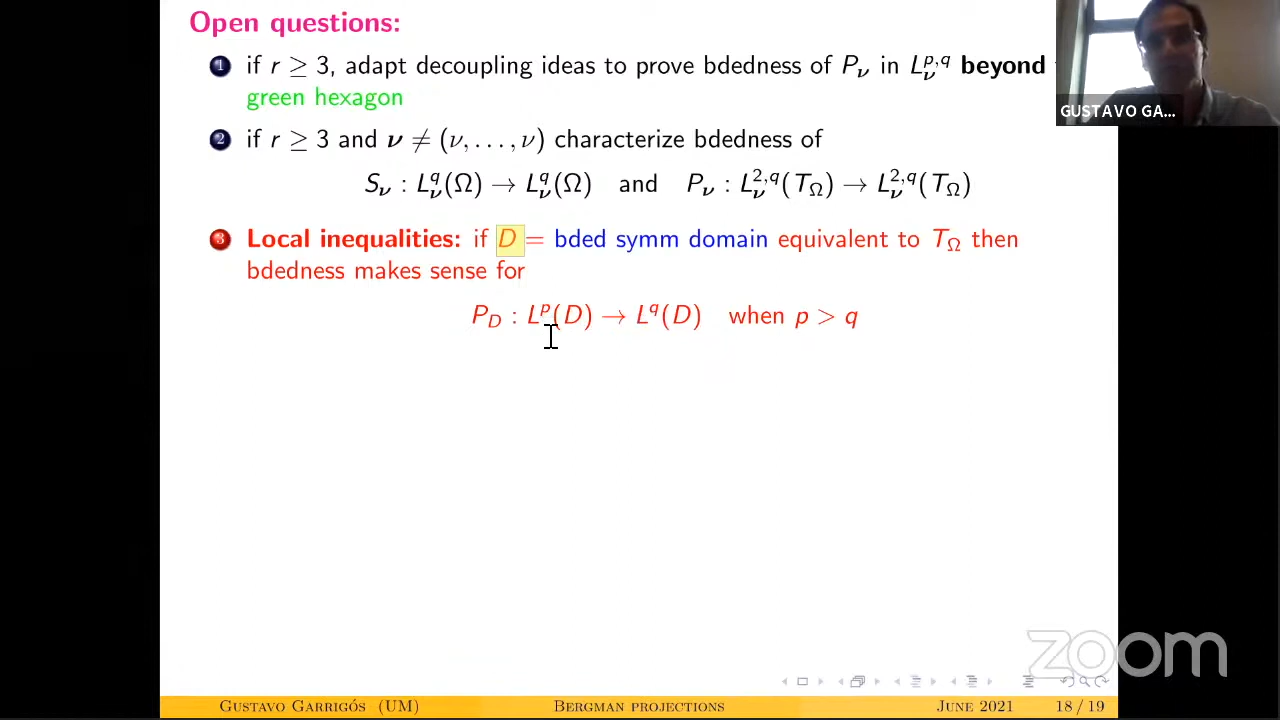 Open questions:
1 if r ≥ 3, adapt decoupling ideas to prove bdedness of P_ν in L^{p,q}_ν beyond
green hexagon
GUSTAVO GA...
2 if r ≥ 3 and ν ≠ (ν, . . . , ν) characterize bdedness of
S_ν : L^q_ν(Ω) → L^q_ν(Ω) and P_ν : L^{2,q}_ν(T_Ω) → L^{2,q}_ν(T_Ω)
3 Local inequalities: if D = bded symm domain equivalent to T_Ω then
bdedness makes sense for
P_D : L^p(D) → L^q(D) when p > q
zoom
GUSTAVO GARRIGÓS (UM) BERGMAN PROJECTIONS JUNE 2021 18 / 19